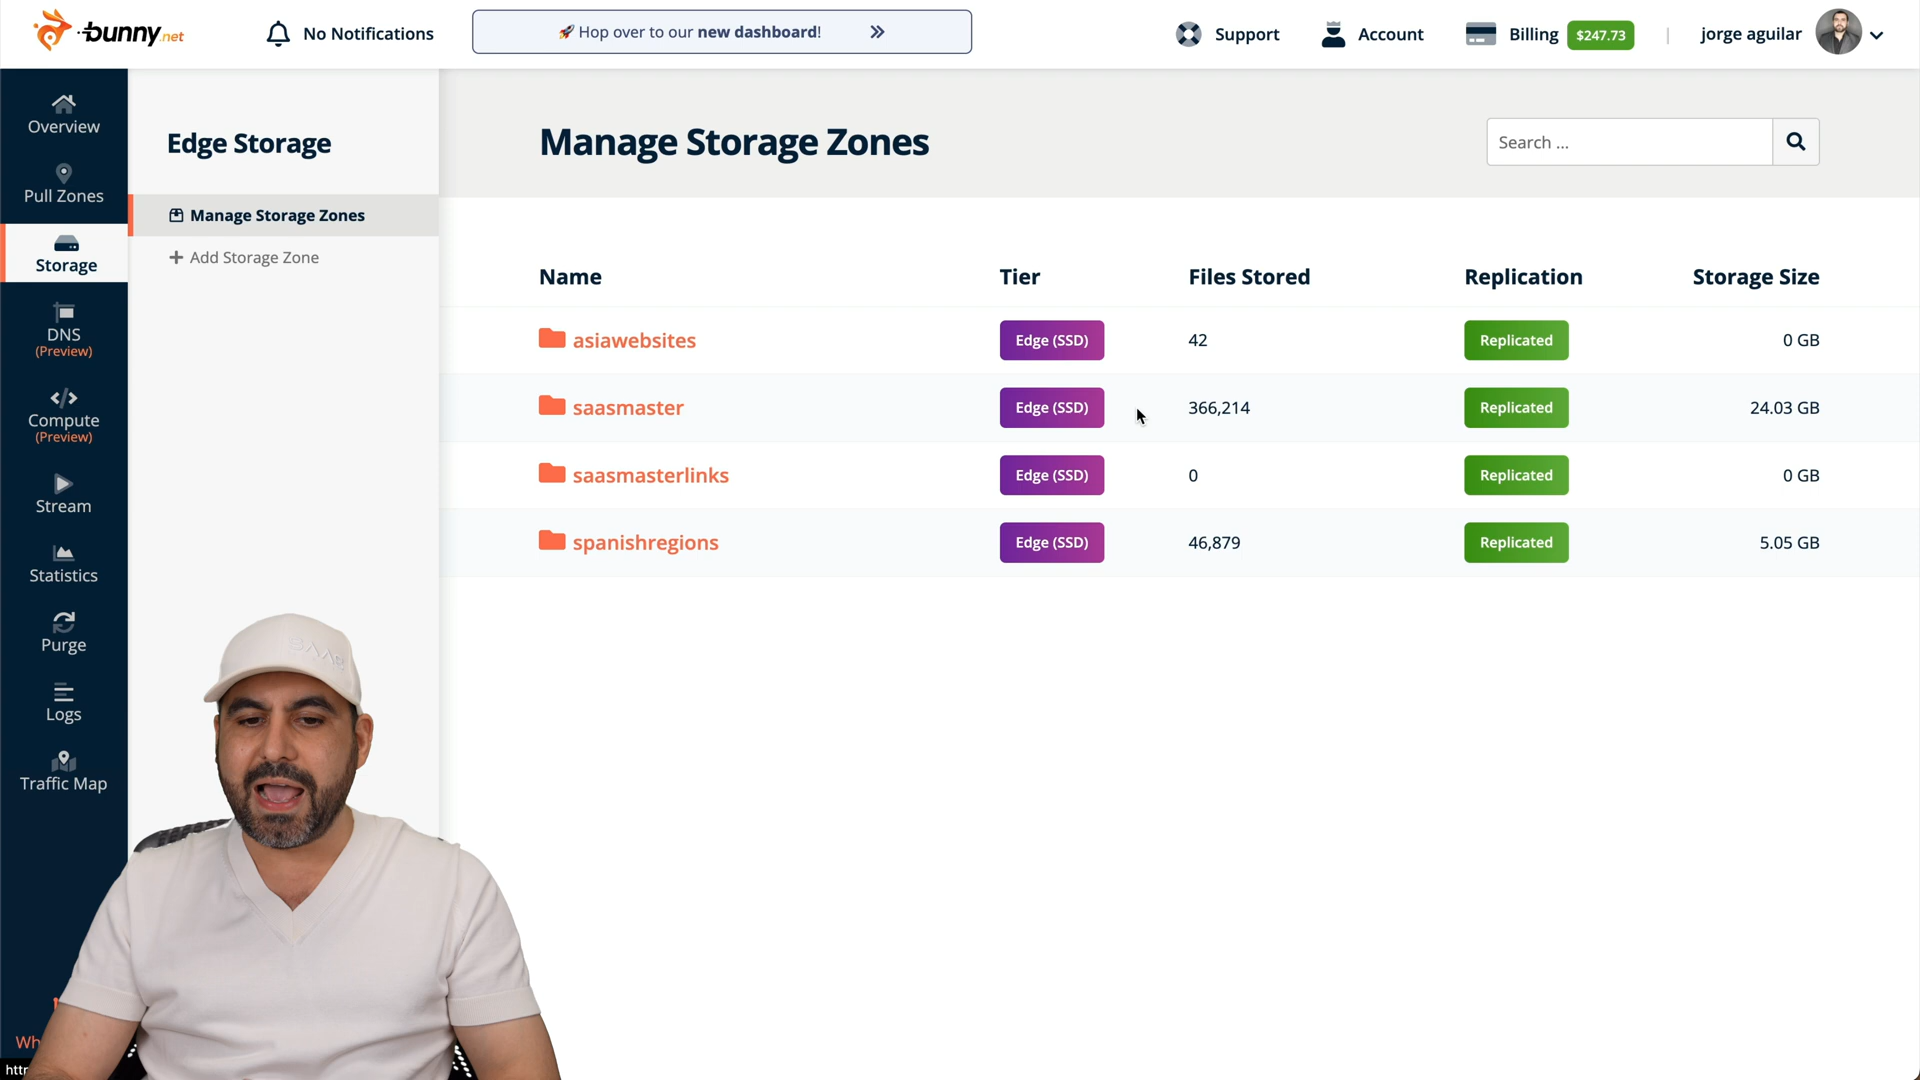 bunny.net
No Notifications
🚀 Hop over to our new dashboard!
Support
Account
Billing
$247.73
jorge aguilar
Overview
Pull Zones
Storage
DNS
(Preview)
Compute
(Preview)
Stream
Statistics
Purge
Logs
Traffic Map
Edge Storage
Manage Storage Zones
Add Storage Zone
Manage Storage Zones
Search ...
Name Tier Files Stored Replication Storage Size
asiawebsites Edge (SSD) 42 Replicated 0 GB
saasmaster Edge (SSD) 366,214 Replicated 24.03 GB
saasmasterlinks Edge (SSD) 0 Replicated 0 GB
spanishregions Edge (SSD) 46,879 Replicated 5.05 GB